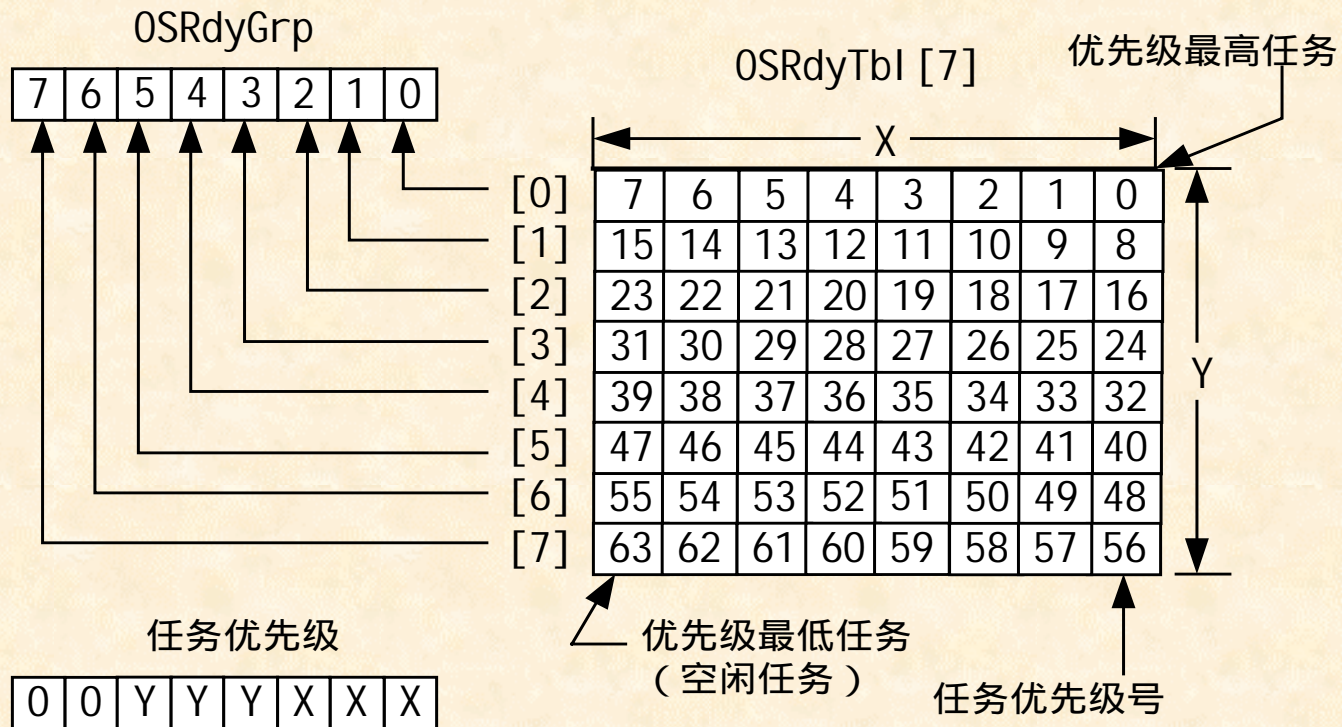 OSRdyGrp
7 6 5 4 3 2 1 0
OSRdyTbl[7]
优先级最高任务
X
[0] 7 6 5 4 3 2 1 0
[1] 15 14 13 12 11 10 9 8
[2] 23 22 21 20 19 18 17 16
[3] 31 30 29 28 27 26 25 24
[4] 39 38 37 36 35 34 33 32
[5] 47 46 45 44 43 42 41 40
[6] 55 54 53 52 51 50 49 48
[7] 63 62 61 60 59 58 57 56
Y
任务优先级
0 0 Y Y Y X X X
优先级最低任务
(空闲任务)
任务优先级号